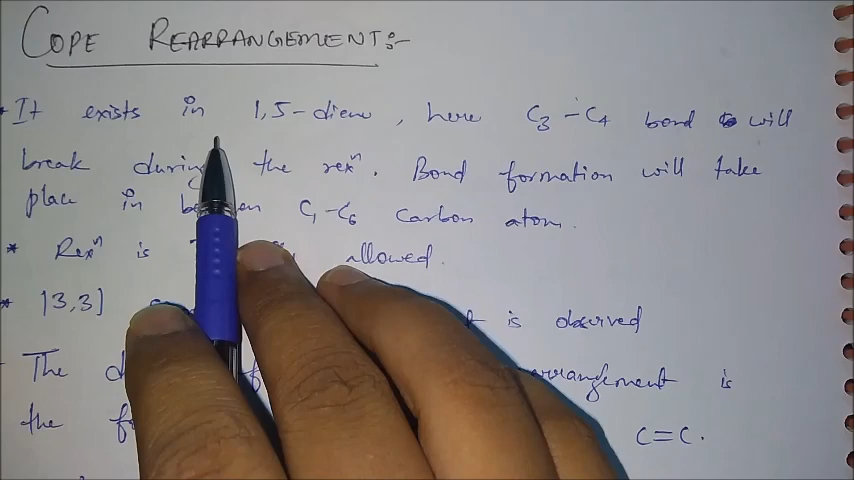 COPE REARRANGEMENT:-
* It exists in 1,5-diene, here C3-C4 bond will
break during the rexⁿ. Bond formation will take
place in C1-C6 carbon atom.
* Rexⁿ is allowed.
* [3,3] is observed
The is
the C=C.